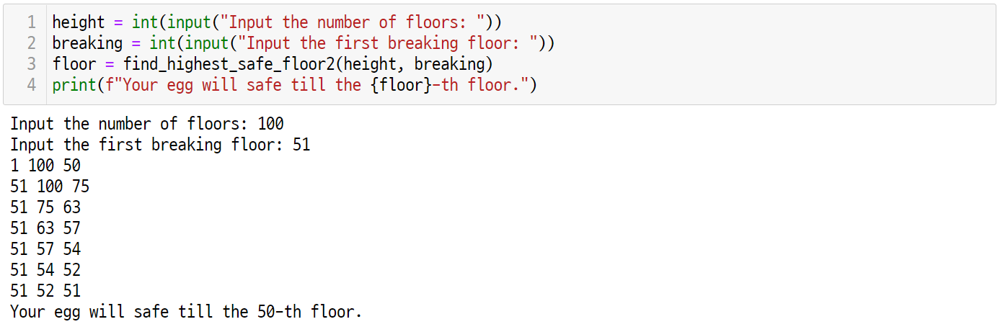 1 height = int(input("Input the number of floors: "))
2 breaking = int(input("Input the first breaking floor: "))
3 floor = find_highest_safe_floor2(height, breaking)
4 print(f"Your egg will safe till the {floor}-th floor.")
Input the number of floors: 100
Input the first breaking floor: 51
1 100 50
51 100 75
51 75 63
51 63 57
51 57 54
51 54 52
51 52 51
Your egg will safe till the 50-th floor.